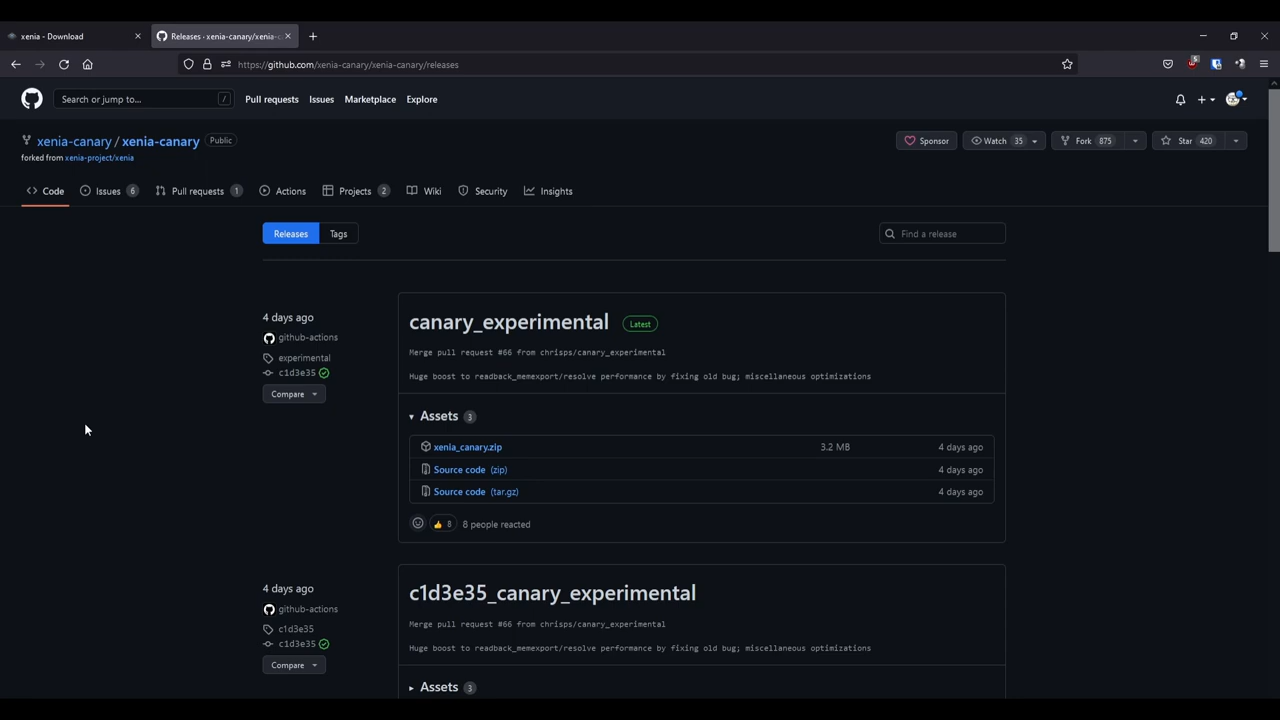 xenia - Download
Releases · xenia-canary/xenia-c
https://github.com/xenia-canary/xenia-canary/releases
5
Search or jump to...
/
Pull requests
Issues
Marketplace
Explore
xenia-canary / xenia-canary
Public
forked from xenia-project/xenia
Sponsor
Watch 35
Fork 875
Star 420
Code
Issues 6
Pull requests 1
Actions
Projects 2
Wiki
Security
Insights
Releases
Tags
Find a release
4 days ago
github-actions
experimental
c1d3e35
Compare
canary_experimental
Latest
Merge pull request #66 from chrisps/canary_experimental
Huge boost to readback_memexport/resolve performance by fixing old bug; miscellaneous optimizations
Assets 3
xenia_canary.zip 3.2 MB 4 days ago
Source code (zip) 4 days ago
Source code (tar.gz) 4 days ago
8
8 people reacted
4 days ago
github-actions
c1d3e35
c1d3e35
Compare
c1d3e35_canary_experimental
Merge pull request #66 from chrisps/canary_experimental
Huge boost to readback_memexport/resolve performance by fixing old bug; miscellaneous optimizations
Assets 3